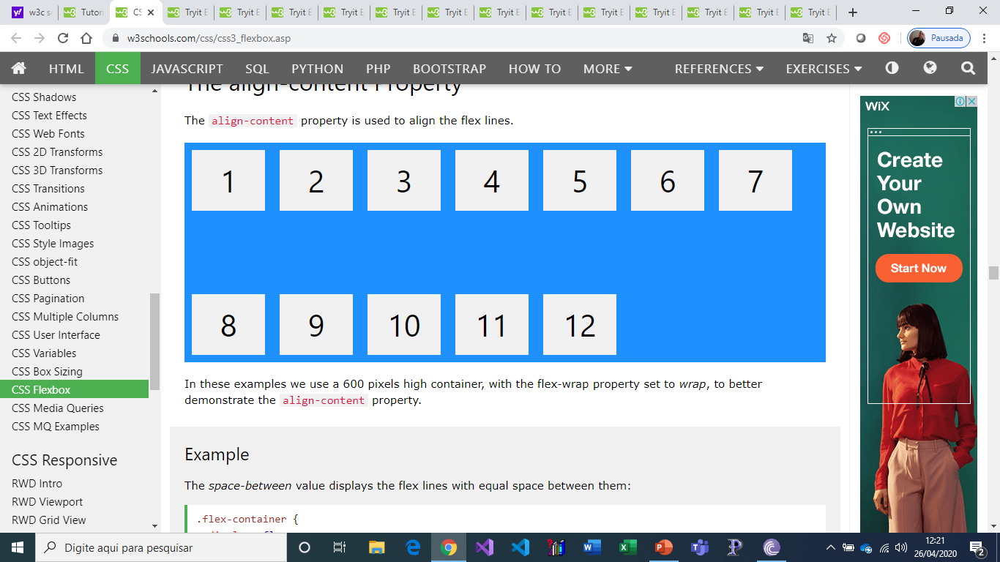 w3c s
Tutori
CS
Tryit E
Tryit E
Tryit E
Tryit E
Tryit E
Tryit E
Tryit E
Tryit E
Tryit E
Tryit E
Tryit E
Tryit E
Tryit E
w3schools.com/css/css3_flexbox.asp
Pausada
HTML CSS JAVASCRIPT SQL PYTHON PHP BOOTSTRAP HOW TO MORE REFERENCES EXERCISES
CSS Shadows
CSS Text Effects
CSS Web Fonts
CSS 2D Transforms
CSS 3D Transforms
CSS Transitions
CSS Animations
CSS Tooltips
CSS Style Images
CSS object-fit
CSS Buttons
CSS Pagination
CSS Multiple Columns
CSS User Interface
CSS Variables
CSS Box Sizing
CSS Flexbox
CSS Media Queries
CSS MQ Examples
CSS Responsive
RWD Intro
RWD Viewport
RWD Grid View
The align-content Property
The align-content property is used to align the flex lines.
1 2 3 4 5 6 7
8 9 10 11 12
In these examples we use a 600 pixels high container, with the flex-wrap property set to wrap, to better
demonstrate the align-content property.
Example
The space-between value displays the flex lines with equal space between them:
.flex-container {
WiX
Create
Your
Own
Website
Start Now
Digite aqui para pesquisar
12:21
26/04/2020
2